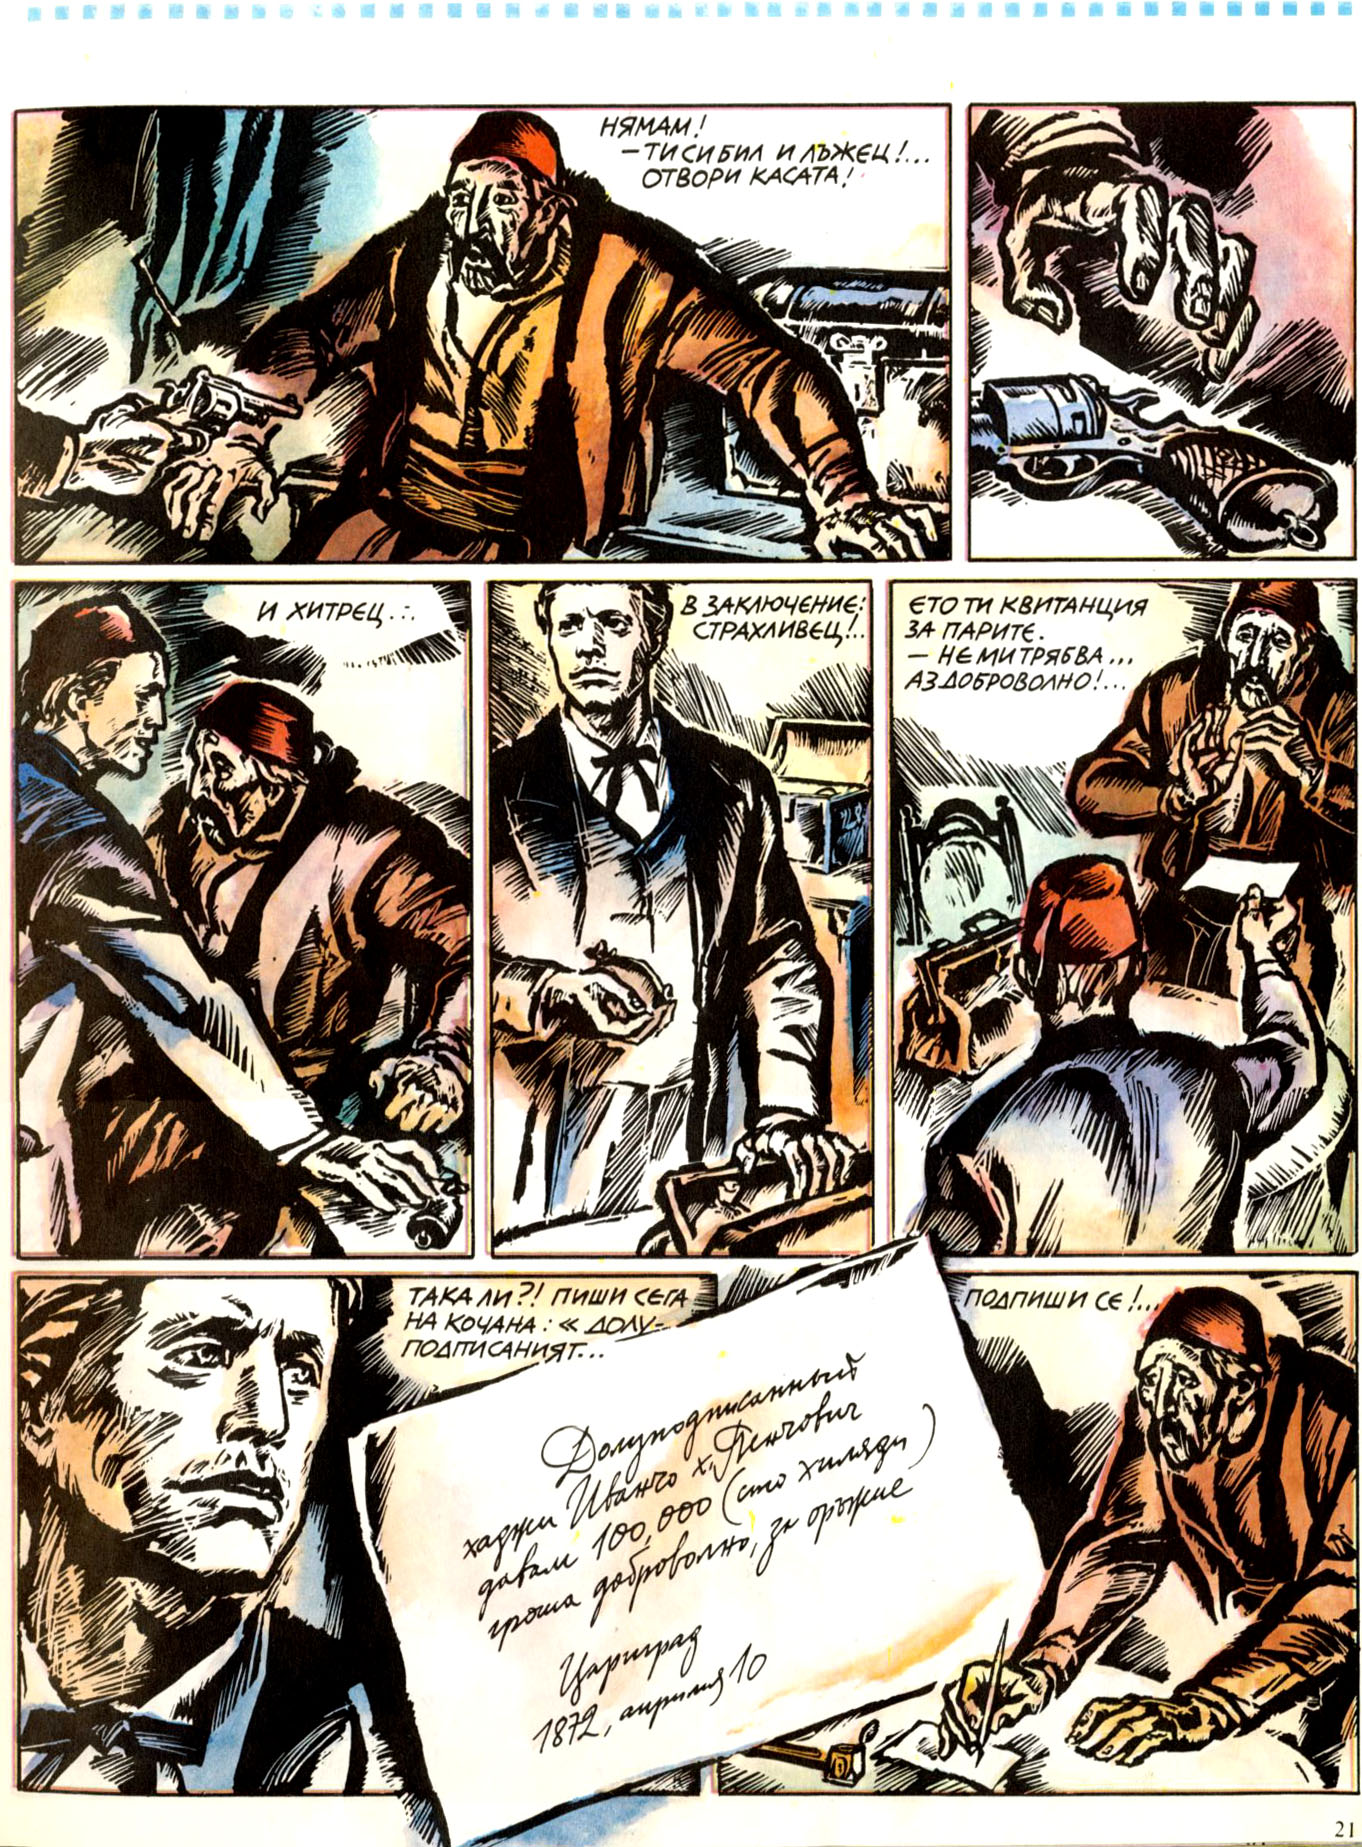 НЯМАМ!
– ТИ СИ БИЛ И ЛЪЖЕЦ!...
ОТВОРИ КАСАТА!
И ХИТРЕЦ...
В ЗАКЛЮЧЕНИЕ:
СТРАХЛИВЕЦ!..
ЕТО ТИ КВИТАНЦИЯ
ЗА ПАРИТЕ.
– НЕ МИ ТРЯБВА...
АЗ ДОБРОВОЛНО!...
ТАКА ЛИ?! ПИШИ СЕГА
НА КОЧАНА: « ДОЛУ-
ПОДПИСАНИЯТ...
Долуподписанный
хаджи Иванчо х. Пенчович
давам 100,000 (сто хиляди)
гроша доброволно, за оръжие
Цариград
1872, априлия 10
ПОДПИШИ СЕ!...
21